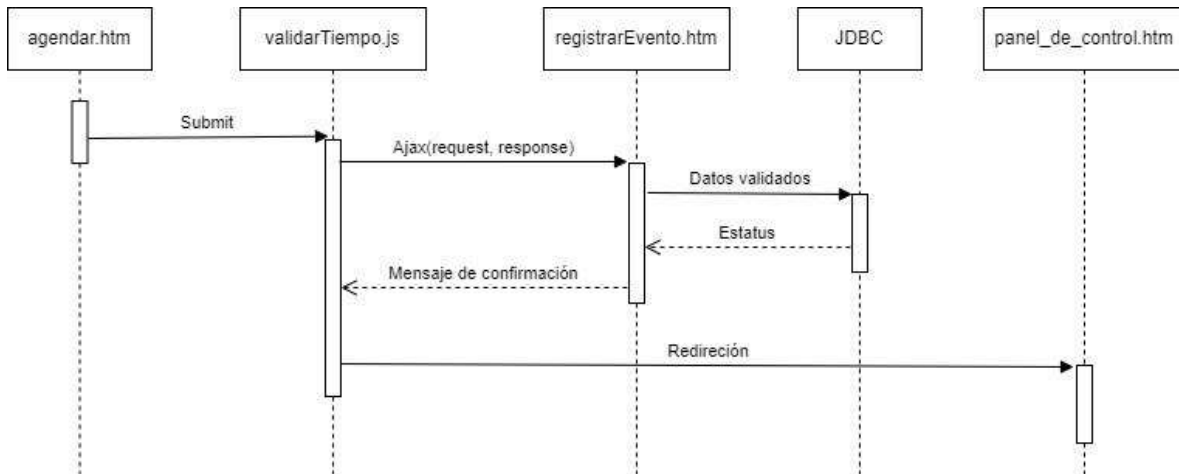 agendar.htm
validarTiempo.js
registrarEvento.htm
JDBC
panel_de_control.htm
Submit
Ajax(request, response)
Datos validados
Estatus
Mensaje de confirmación
Redireción